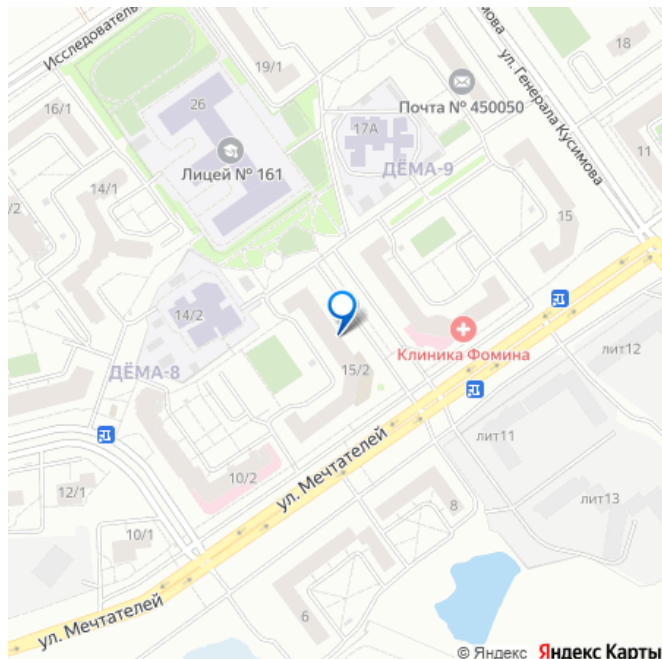 Исследователь
19/1
имова
18
16/1
26
Почта № 450050
ул. Генерала Кусимова
17А
11
Лицей № 161
ДЁМА-9
14/1
/2
15
14/2
Клиника Фомина
лит12
ДЁМА-8
15/2
лит11
ул. Мечтателей
10/2
12/1
лит13
8
10/1
6
ул. Мечтателей
© Яндекс Яндекс Карты